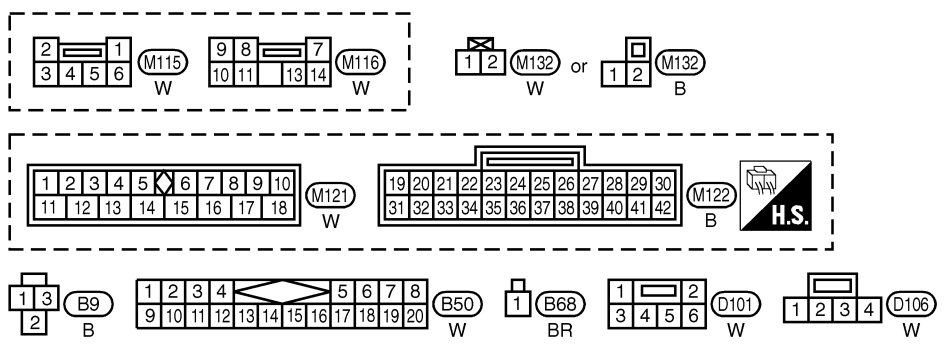 2 1 9 8 7
3 4 5 6 M115 10 11 13 14 M116 1 2 M132 or 1 2 M132
W W W B
1 2 3 4 5 6 7 8 9 10 M121 19 20 21 22 23 24 25 26 27 28 29 30 M122
11 12 13 14 15 16 17 18 31 32 33 34 35 36 37 38 39 40 41 42
W B H.S.
1 3 B9 1 2 3 4 5 6 7 8 B50 1 B68 1 2 D101 1 2 3 4 D106
2 9 10 11 12 13 14 15 16 17 18 19 20 3 4 5 6
B W BR W W